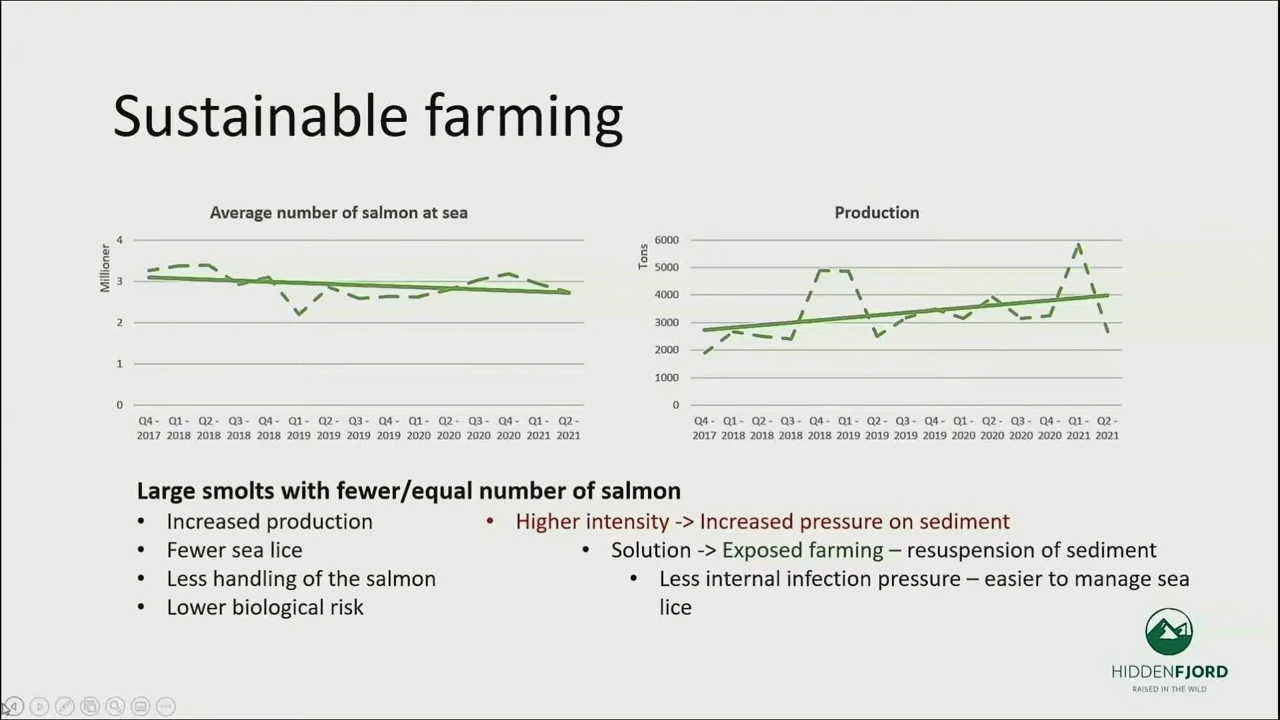 Sustainable farming
Average number of salmon at sea
Millioner
4
3
2
1
0
Q4 - Q1 - Q2 - Q3 - Q4 - Q1 - Q2 - Q3 - Q4 - Q1 - Q2 - Q3 - Q4 - Q1 - Q2 -
2017 2018 2018 2018 2018 2019 2019 2019 2019 2020 2020 2020 2020 2021 2021
Production
Tons
6000
5000
4000
3000
2000
1000
0
Q4 - Q1 - Q2 - Q3 - Q4 - Q1 - Q2 - Q3 - Q4 - Q1 - Q2 - Q3 - Q4 - Q1 - Q2 -
2017 2018 2018 2018 2018 2019 2019 2019 2019 2020 2020 2020 2020 2021 2021
Large smolts with fewer/equal number of salmon
• Increased production
• Fewer sea lice
• Less handling of the salmon
• Lower biological risk
• Higher intensity -> Increased pressure on sediment
• Solution -> Exposed farming – resuspension of sediment
• Less internal infection pressure – easier to manage sea
lice
HIDDENFJORD
RAISED IN THE WILD